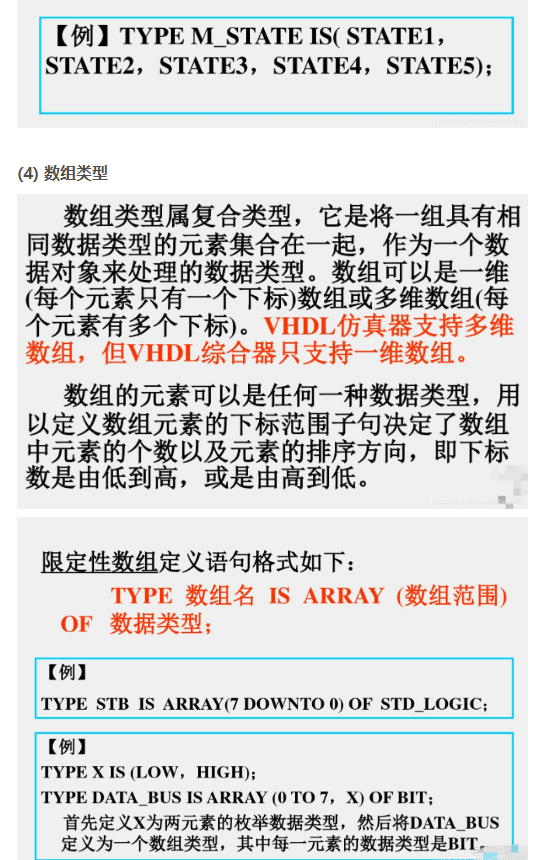 【例】TYPE M_STATE IS( STATE1，
STATE2，STATE3，STATE4，STATE5)；
(4) 数组类型
数组类型属复合类型，它是将一组具有相
同数据类型的元素集合在一起，作为一个数
据对象来处理的数据类型。数组可以是一维
(每个元素只有一个下标)数组或多维数组(每
个元素有多个下标)。VHDL仿真器支持多维
数组，但VHDL综合器只支持一维数组。
数组的元素可以是任何一种数据类型，用
以定义数组元素的下标范围子句决定了数组
中元素的个数以及元素的排序方向，即下标
数是由低到高，或是由高到低。
限定性数组定义语句格式如下：
TYPE 数组名 IS ARRAY (数组范围)
OF 数据类型；
【例】
TYPE STB IS ARRAY(7 DOWNTO 0) OF STD_LOGIC；
【例】
TYPE X IS (LOW，HIGH)；
TYPE DATA_BUS IS ARRAY (0 TO 7，X) OF BIT；
首先定义X为两元素的枚举数据类型，然后将DATA_BUS
定义为一个数组类型，其中每一元素的数据类型是BIT。